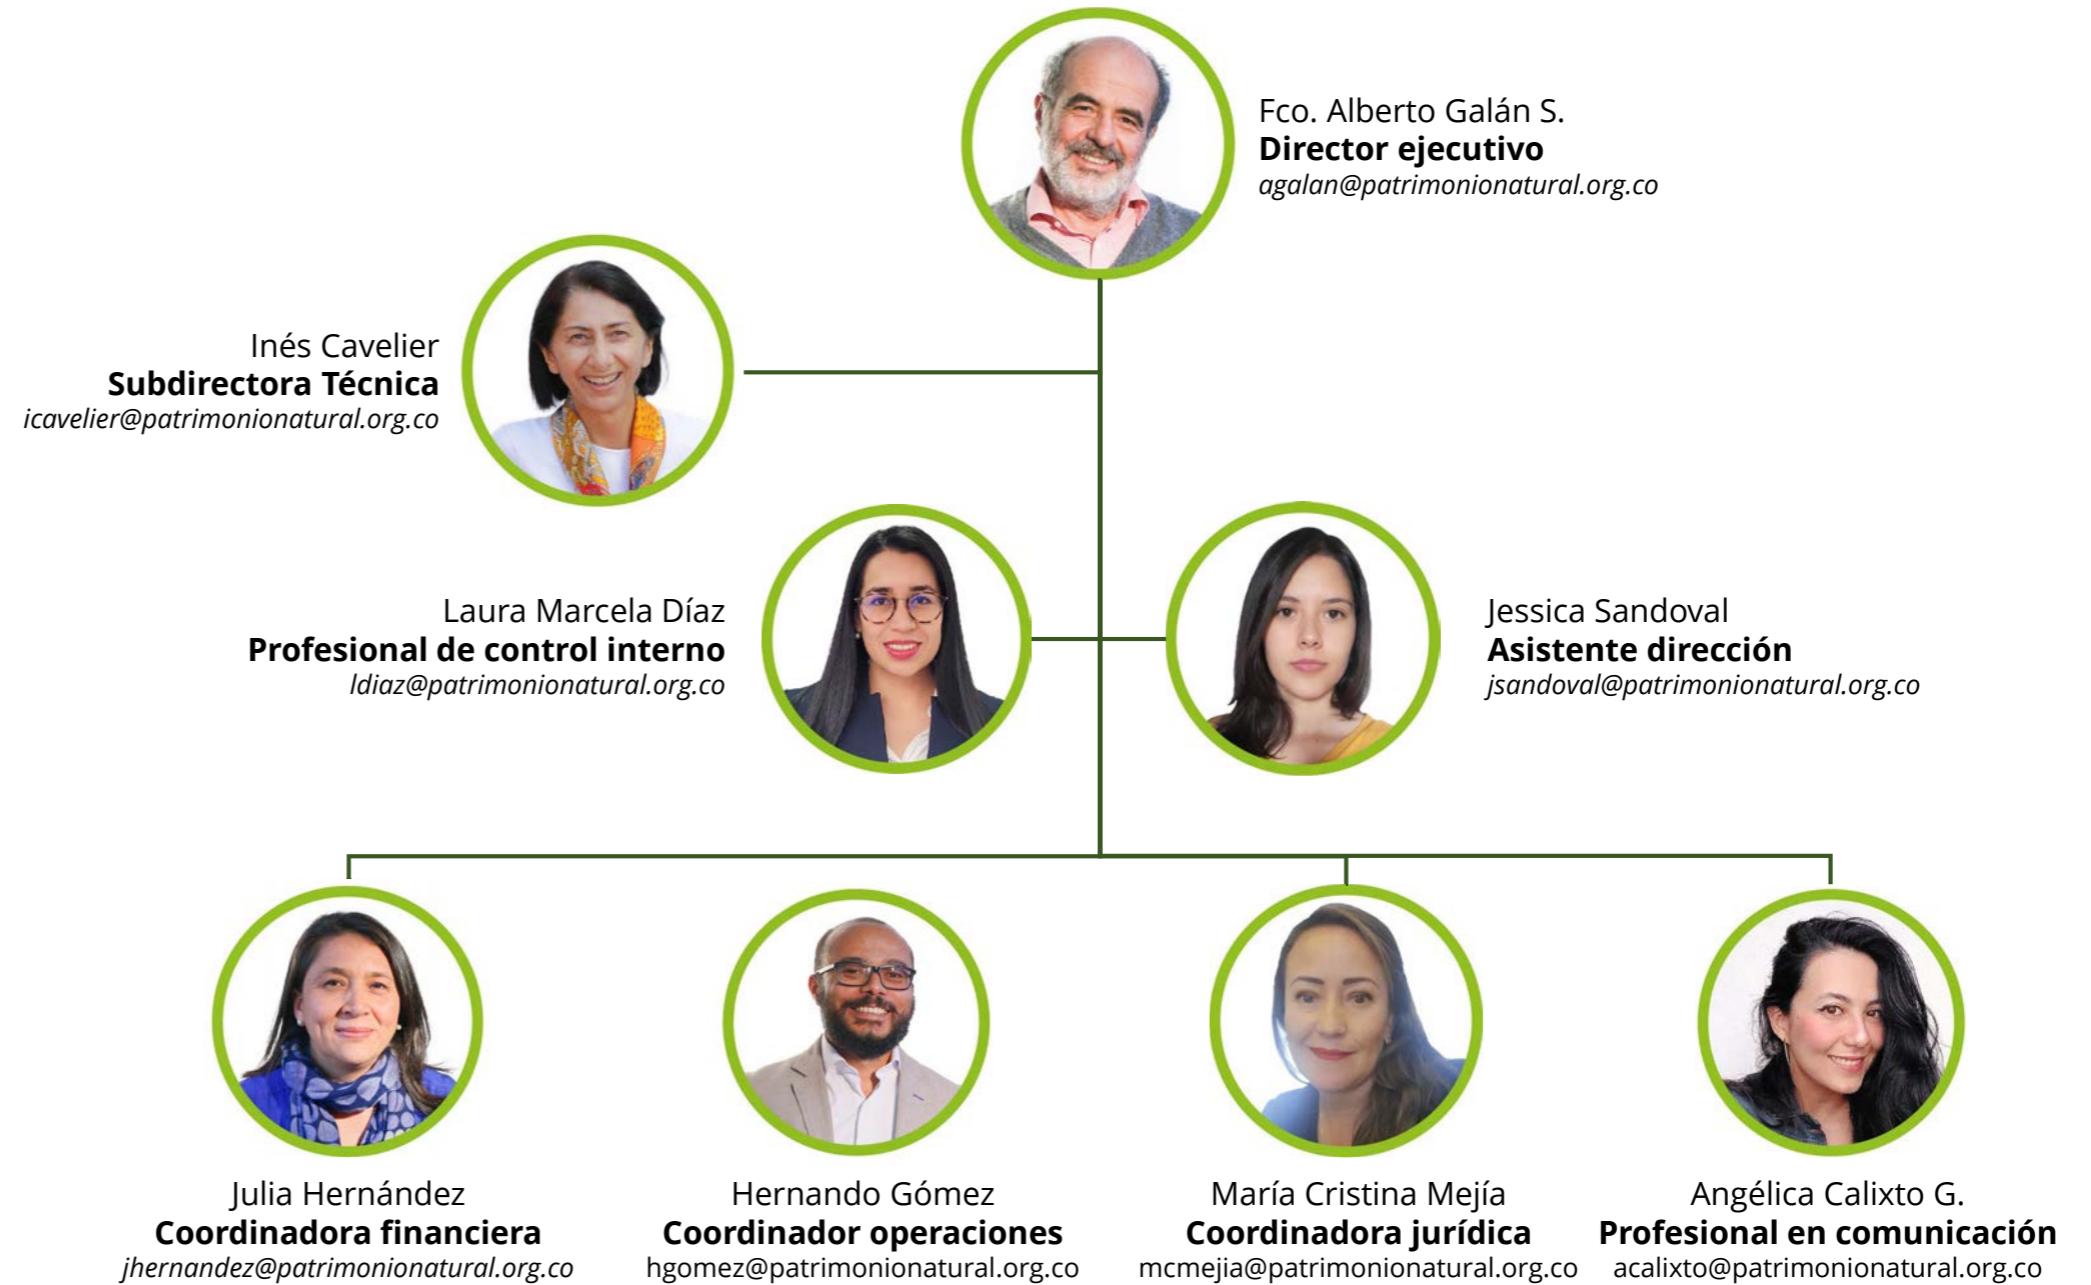 Fco. Alberto Galán S.
Director ejecutivo
agalan@patrimonionatural.org.co
Inés Cavelier
Subdirectora Técnica
icavelier@patrimonionatural.org.co
Laura Marcela Díaz
Profesional de control interno
ldiaz@patrimonionatural.org.co
Jessica Sandoval
Asistente dirección
jsandoval@patrimonionatural.org.co
Julia Hernández
Coordinadora financiera
jhernandez@patrimonionatural.org.co
Hernando Gómez
Coordinador operaciones
hgomez@patrimonionatural.org.co
María Cristina Mejía
Coordinadora jurídica
mcmejia@patrimonionatural.org.co
Angélica Calixto G.
Profesional en comunicación
acalixto@patrimonionatural.org.co